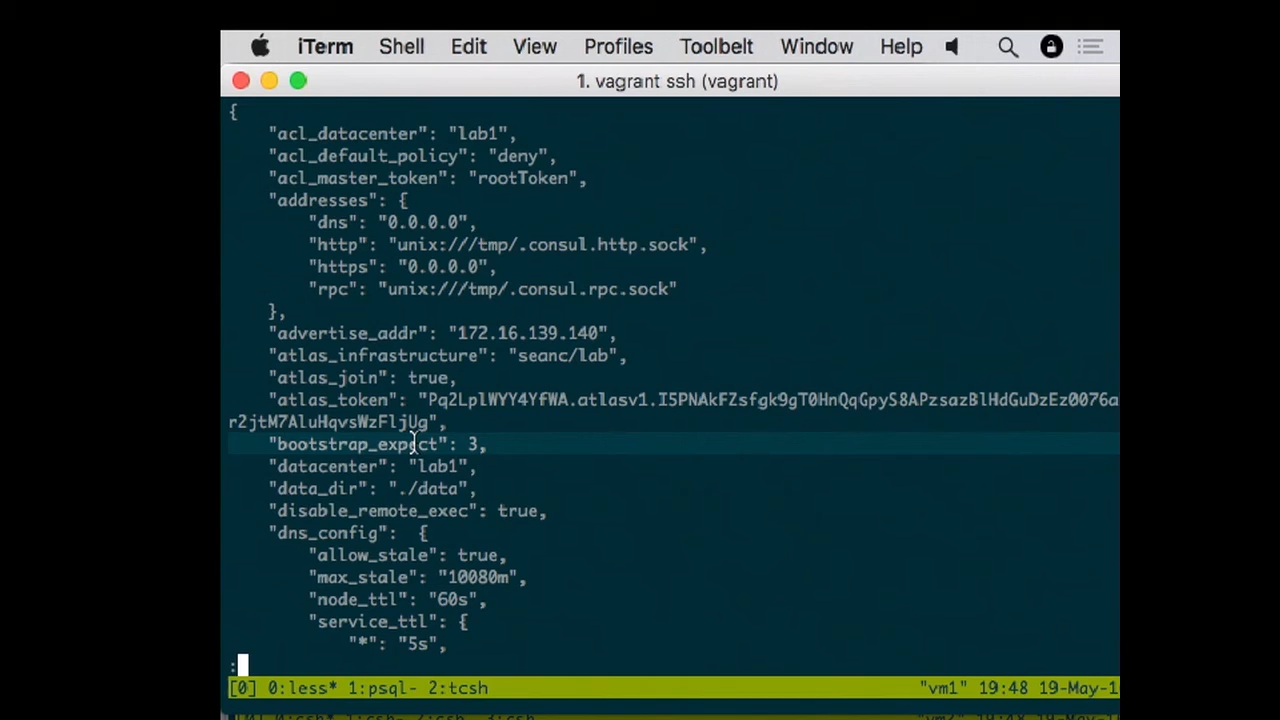 iTerm Shell Edit View Profiles Toolbelt Window Help
1. vagrant ssh (vagrant)
{
"acl_datacenter": "lab1",
"acl_default_policy": "deny",
"acl_master_token": "rootToken",
"addresses": {
"dns": "0.0.0.0",
"http": "unix:///tmp/.consul.http.sock",
"https": "0.0.0.0",
"rpc": "unix:///tmp/.consul.rpc.sock"
},
"advertise_addr": "172.16.139.140",
"atlas_infrastructure": "seanc/lab",
"atlas_join": true,
"atlas_token": "Pq2LplWYY4YfWA.atlasv1.I5PNAkFZsfgk9gT0HnQqGpyS8APzsazBlHdGuDzEz0076a
r2jtM7AluHqvsWzFljUg",
"bootstrap_expect": 3,
"datacenter": "lab1",
"data_dir": "./data",
"disable_remote_exec": true,
"dns_config": {
"allow_stale": true,
"max_stale": "10080m",
"node_ttl": "60s",
"service_ttl": {
"*": "5s",
:
[0] 0:less* 1:psql- 2:tcsh "vm1" 19:48 19-May-1